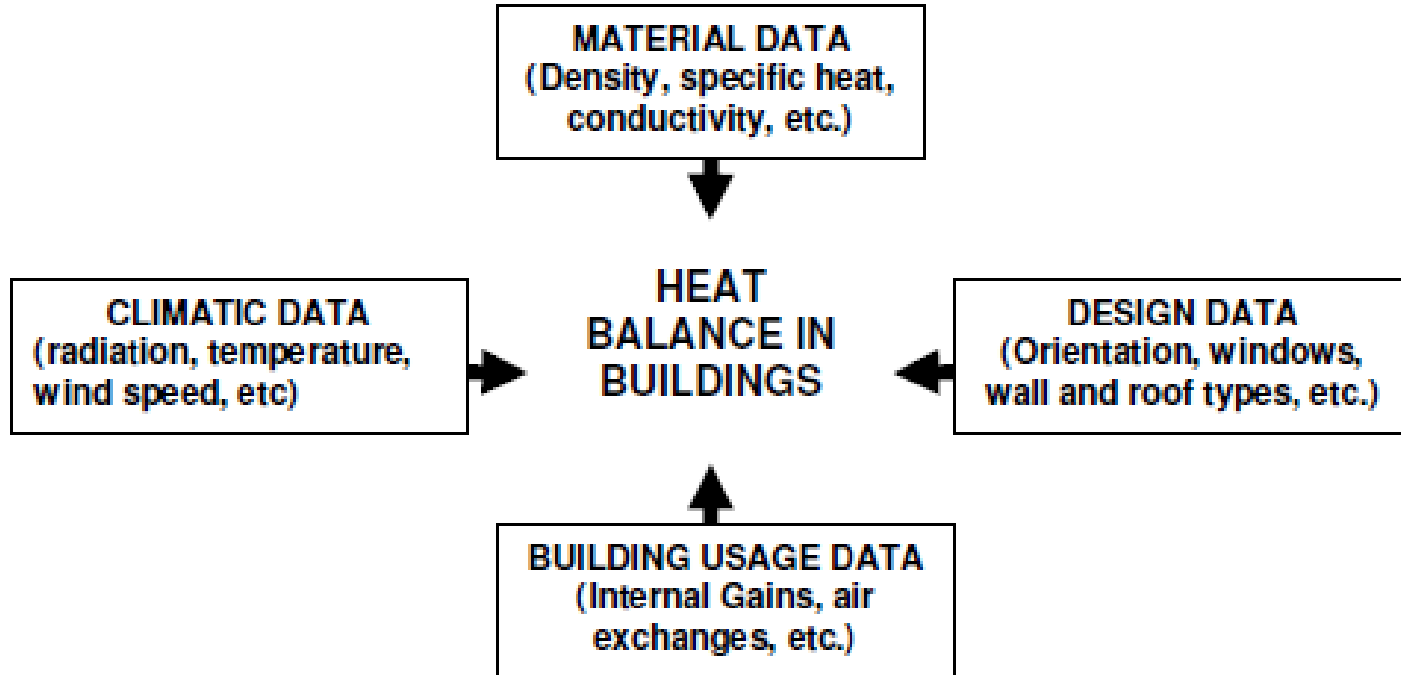 MATERIAL DATA
(Density, specific heat,
conductivity, etc.)
CLIMATIC DATA
(radiation, temperature,
wind speed, etc)
HEAT
BALANCE IN
BUILDINGS
DESIGN DATA
(Orientation, windows,
wall and roof types, etc.)
BUILDING USAGE DATA
(Internal Gains, air
exchanges, etc.)